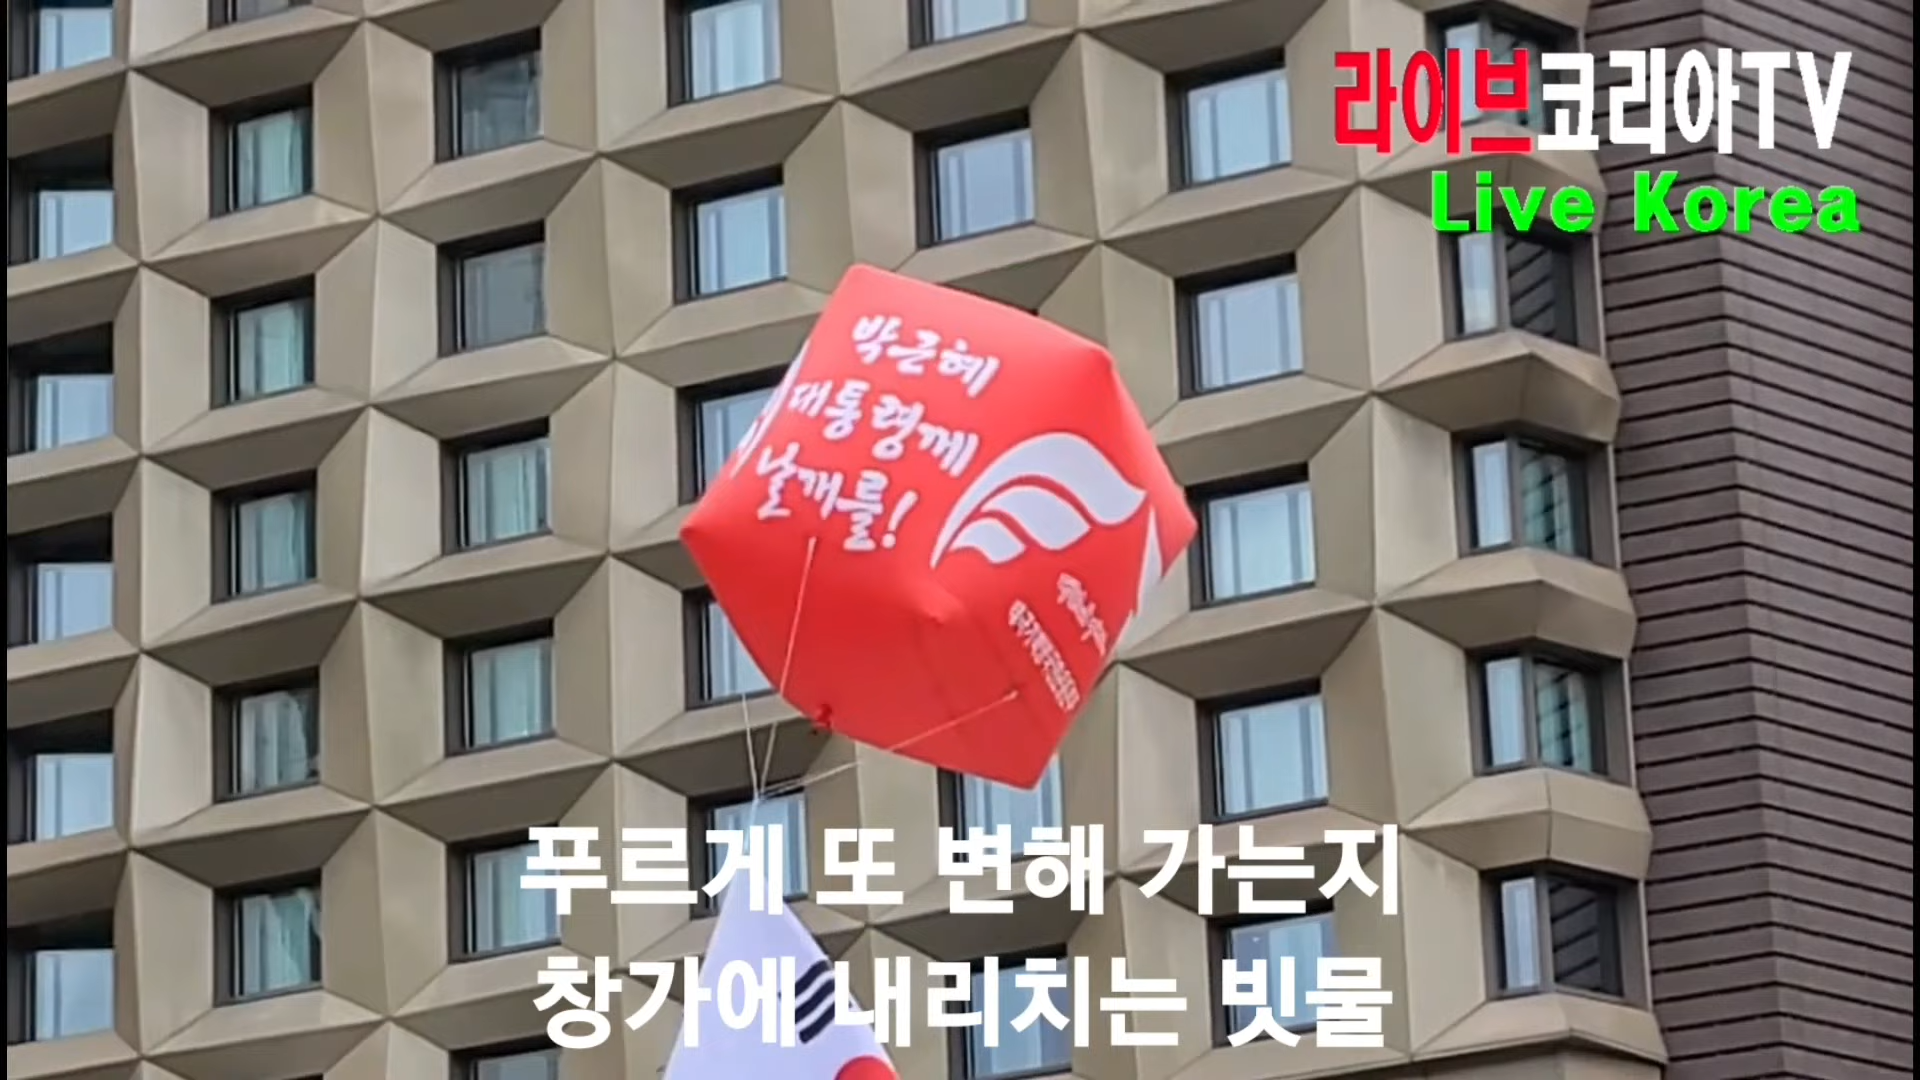 라이브코리아TV
Live Korea
박근혜
대통령께
날개를!
푸르게 또 변해 가는지
창가에 내리치는 빗물